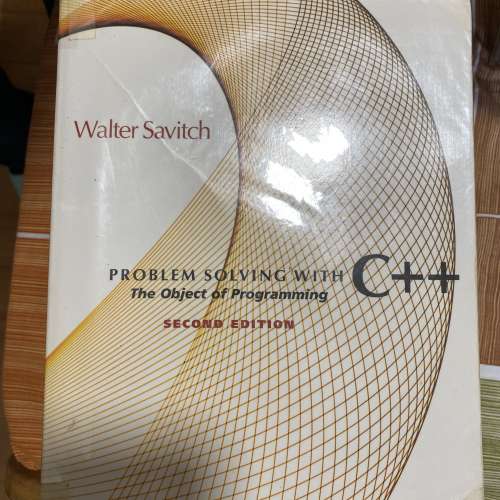 Walter Savitch
PROBLEM SOLVING WITH C++
The Object of Programming
SECOND EDITION